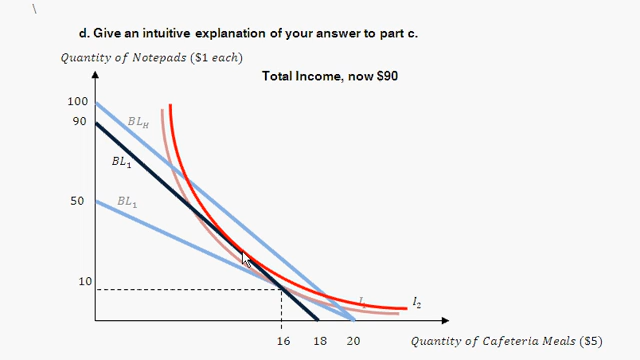 \
d. Give an intuitive explanation of your answer to part c.
Quantity of Notepads ($1 each)
Total Income, now $90
100
BL_H
90
BL_1
BL_1
50
10
I_1
I_2
16 18 20
Quantity of Cafeteria Meals ($5)